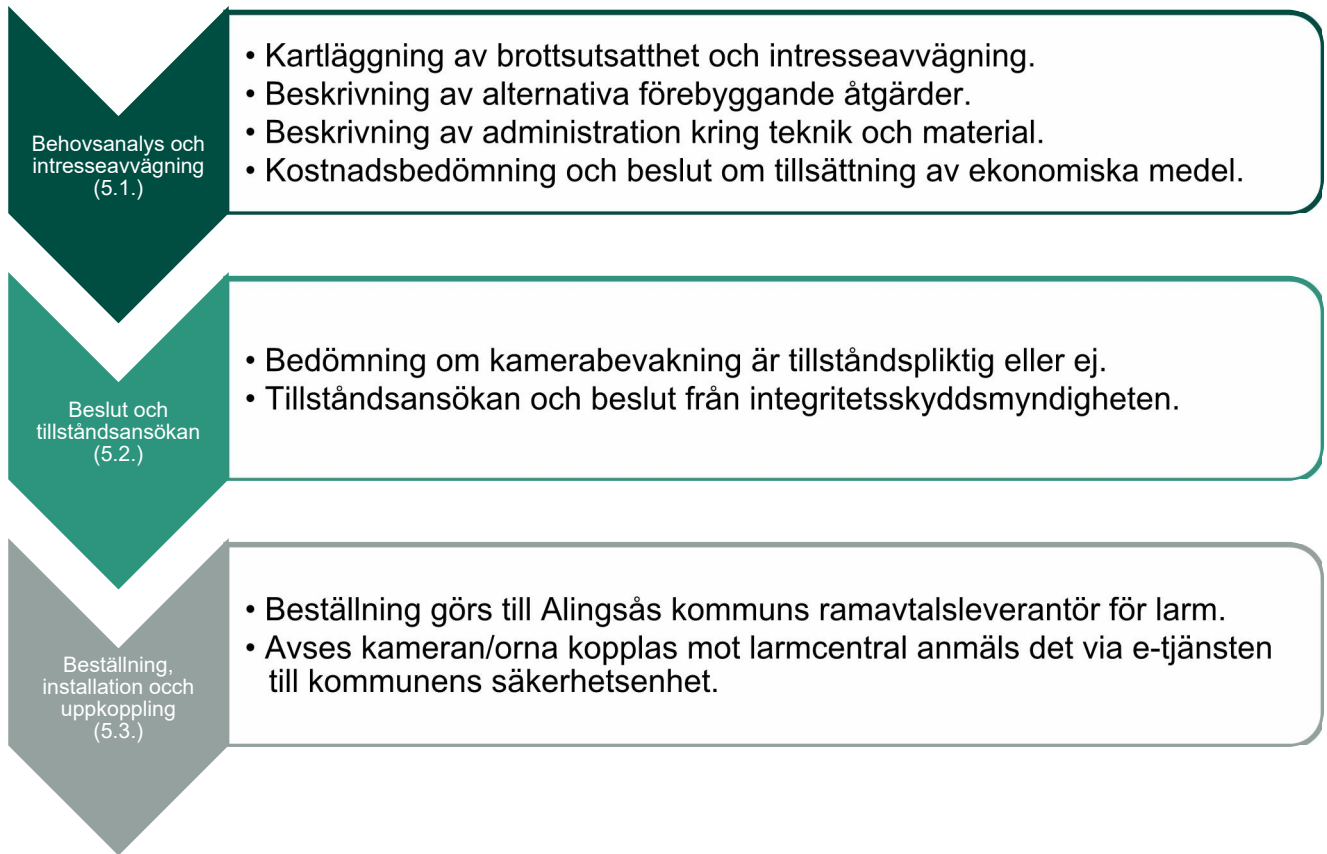 Behovsanalys och
intresseavvägning
(5.1.)
• Kartläggning av brottsutsatthet och intresseavvägning.
• Beskrivning av alternativa förebyggande åtgärder.
• Beskrivning av administration kring teknik och material.
• Kostnadsbedömning och beslut om tillsättning av ekonomiska medel.
Beslut och
tillståndsansökan
(5.2.)
• Bedömning om kamerabevakning är tillståndspliktig eller ej.
• Tillståndsansökan och beslut från integritetsskyddsmyndigheten.
Beställning,
installation occh
uppkoppling
(5.3.)
• Beställning görs till Alingsås kommuns ramavtalsleverantör för larm.
• Avses kameran/orna kopplas mot larmcentral anmäls det via e-tjänsten
till kommunens säkerhetsenhet.